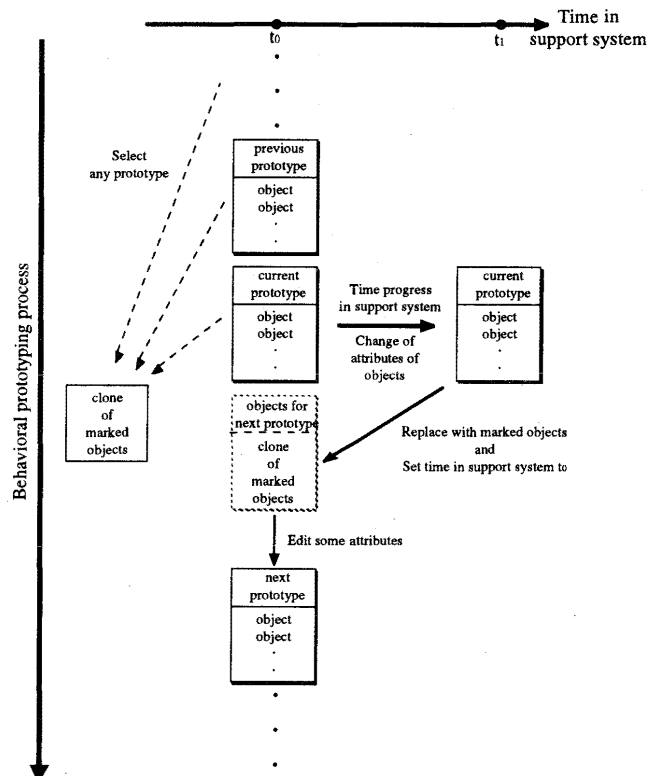 Time in
support system
t0
t1
Select
any prototype
previous
prototype
object
object
current
prototype
object
object
Time progress
in support system
Change of
attributes of
objects
current
prototype
object
object
clone
of
marked
objects
objects for
next prototype
clone
of
marked
objects
Replace with marked objects
and
Set time in support system to
Edit some attributes
next
prototype
object
object
Behavioral prototyping process